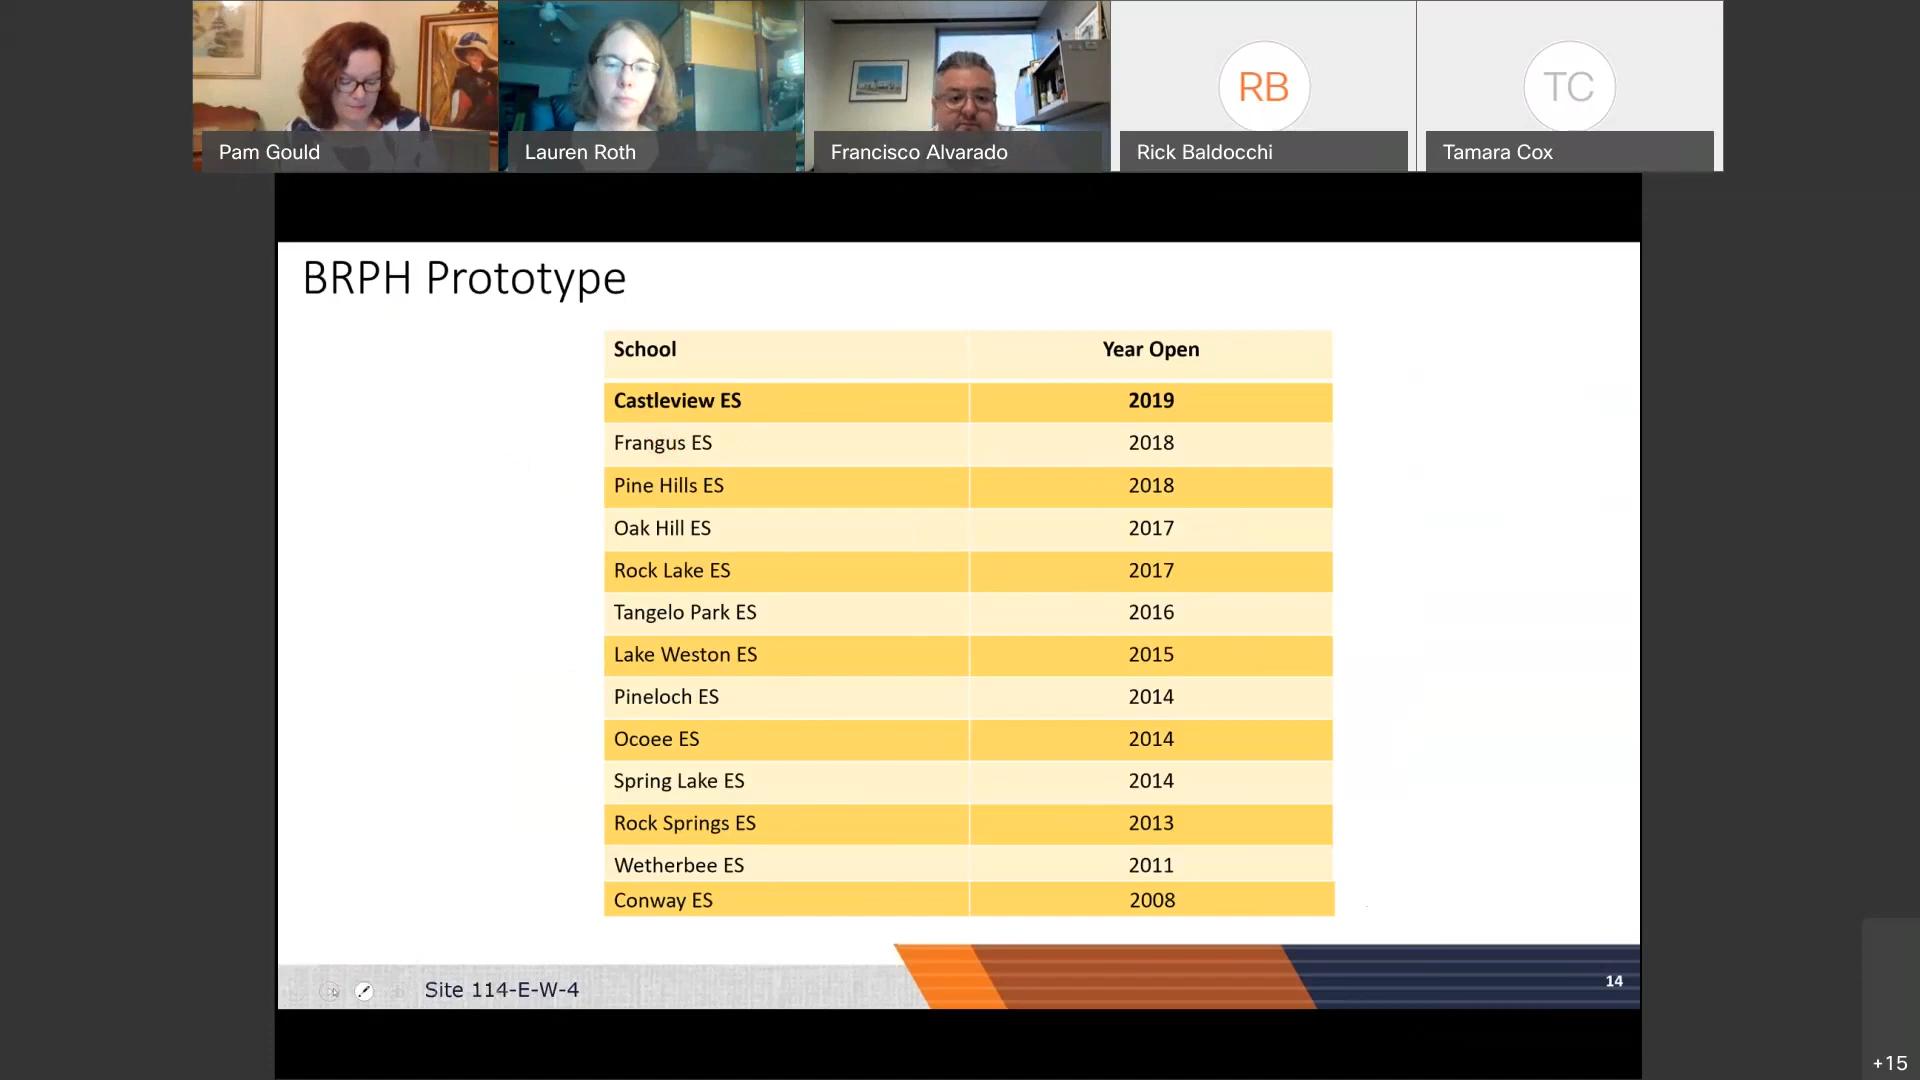 Pam Gould
Lauren Roth
Francisco Alvarado
RB
Rick Baldocchi
TC
Tamara Cox
BRPH Prototype
School Year Open
Castleview ES 2019
Frangus ES 2018
Pine Hills ES 2018
Oak Hill ES 2017
Rock Lake ES 2017
Tangelo Park ES 2016
Lake Weston ES 2015
Pineloch ES 2014
Ocoee ES 2014
Spring Lake ES 2014
Rock Springs ES 2013
Wetherbee ES 2011
Conway ES 2008
Site 114-E-W-4
14
+15